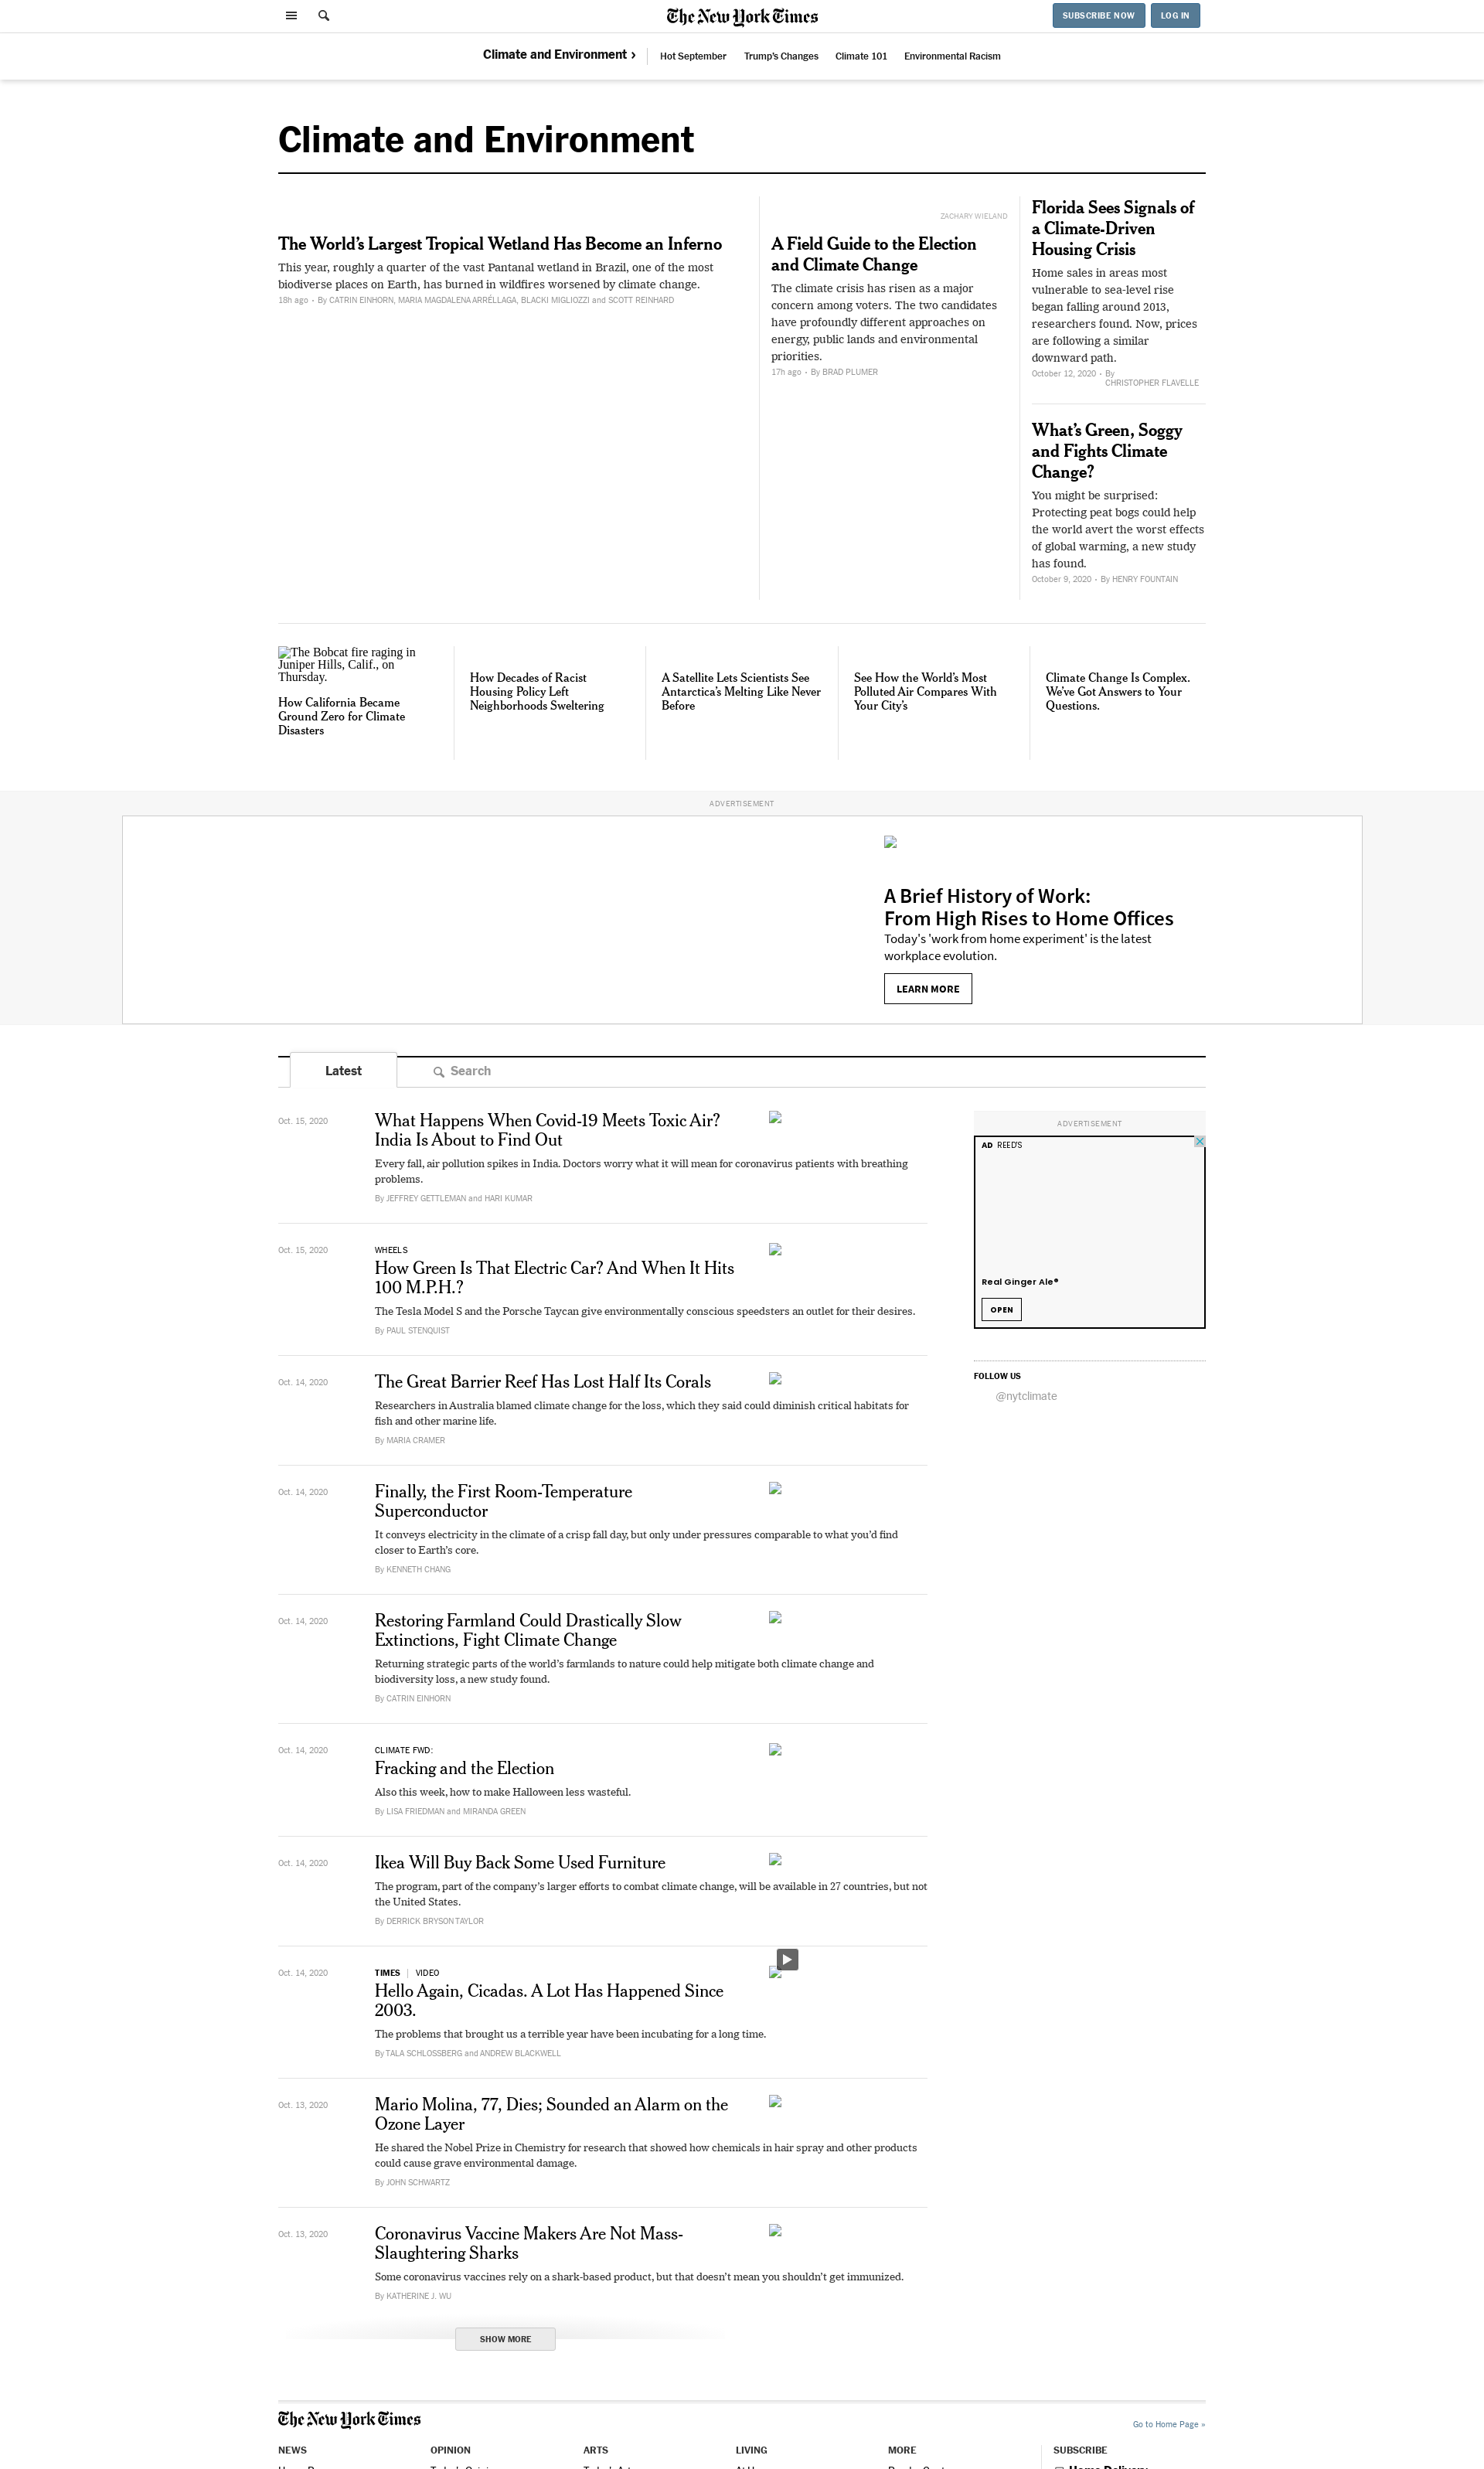 The New York Times
SUBSCRIBE NOW
LOG IN
Climate and Environment ›
Hot September
Trump's Changes
Climate 101
Environmental Racism
Climate and Environment
The World's Largest Tropical Wetland Has Become an Inferno
This year, roughly a quarter of the vast Pantanal wetland in Brazil, one of the most
biodiverse places on Earth, has burned in wildfires worsened by climate change.
18h ago • By CATRIN EINHORN, MARIA MAGDALENA ARRÉLLAGA, BLACKI MIGLIOZZI and SCOTT REINHARD
ZACHARY WIELAND
A Field Guide to the Election
and Climate Change
The climate crisis has risen as a major
concern among voters. The two candidates
have profoundly different approaches on
energy, public lands and environmental
priorities.
17h ago • By BRAD PLUMER
Florida Sees Signals of
a Climate-Driven
Housing Crisis
Home sales in areas most
vulnerable to sea-level rise
began falling around 2013,
researchers found. Now, prices
are following a similar
downward path.
October 12, 2020 • By
CHRISTOPHER FLAVELLE
What's Green, Soggy
and Fights Climate
Change?
You might be surprised:
Protecting peat bogs could help
the world avert the worst effects
of global warming, a new study
has found.
October 9, 2020 • By HENRY FOUNTAIN
The Bobcat fire raging in
Juniper Hills, Calif., on
Thursday.
How California Became
Ground Zero for Climate
Disasters
How Decades of Racist
Housing Policy Left
Neighborhoods Sweltering
A Satellite Lets Scientists See
Antarctica's Melting Like Never
Before
See How the World's Most
Polluted Air Compares With
Your City's
Climate Change Is Complex.
We've Got Answers to Your
Questions.
ADVERTISEMENT
A Brief History of Work:
From High Rises to Home Offices
Today's 'work from home experiment' is the latest
workplace evolution.
LEARN MORE
Latest
Search
Oct. 15, 2020
What Happens When Covid-19 Meets Toxic Air?
India Is About to Find Out
Every fall, air pollution spikes in India. Doctors worry what it will mean for coronavirus patients with breathing
problems.
By JEFFREY GETTLEMAN and HARI KUMAR
ADVERTISEMENT
AD REED'S
Real Ginger Ale®
OPEN
FOLLOW US
@nytclimate
Oct. 15, 2020
WHEELS
How Green Is That Electric Car? And When It Hits
100 M.P.H.?
The Tesla Model S and the Porsche Taycan give environmentally conscious speedsters an outlet for their desires.
By PAUL STENQUIST
Oct. 14, 2020
The Great Barrier Reef Has Lost Half Its Corals
Researchers in Australia blamed climate change for the loss, which they said could diminish critical habitats for
fish and other marine life.
By MARIA CRAMER
Oct. 14, 2020
Finally, the First Room-Temperature
Superconductor
It conveys electricity in the climate of a crisp fall day, but only under pressures comparable to what you'd find
closer to Earth's core.
By KENNETH CHANG
Oct. 14, 2020
Restoring Farmland Could Drastically Slow
Extinctions, Fight Climate Change
Returning strategic parts of the world's farmlands to nature could help mitigate both climate change and
biodiversity loss, a new study found.
By CATRIN EINHORN
Oct. 14, 2020
CLIMATE FWD:
Fracking and the Election
Also this week, how to make Halloween less wasteful.
By LISA FRIEDMAN and MIRANDA GREEN
Oct. 14, 2020
Ikea Will Buy Back Some Used Furniture
The program, part of the company's larger efforts to combat climate change, will be available in 27 countries, but not
the United States.
By DERRICK BRYSON TAYLOR
Oct. 14, 2020
TIMES | VIDEO
Hello Again, Cicadas. A Lot Has Happened Since
2003.
The problems that brought us a terrible year have been incubating for a long time.
By TALA SCHLOSSBERG and ANDREW BLACKWELL
Oct. 13, 2020
Mario Molina, 77, Dies; Sounded an Alarm on the
Ozone Layer
He shared the Nobel Prize in Chemistry for research that showed how chemicals in hair spray and other products
could cause grave environmental damage.
By JOHN SCHWARTZ
Oct. 13, 2020
Coronavirus Vaccine Makers Are Not Mass-
Slaughtering Sharks
Some coronavirus vaccines rely on a shark-based product, but that doesn't mean you shouldn't get immunized.
By KATHERINE J. WU
SHOW MORE
The New York Times
Go to Home Page »
NEWS
OPINION
ARTS
LIVING
MORE
SUBSCRIBE